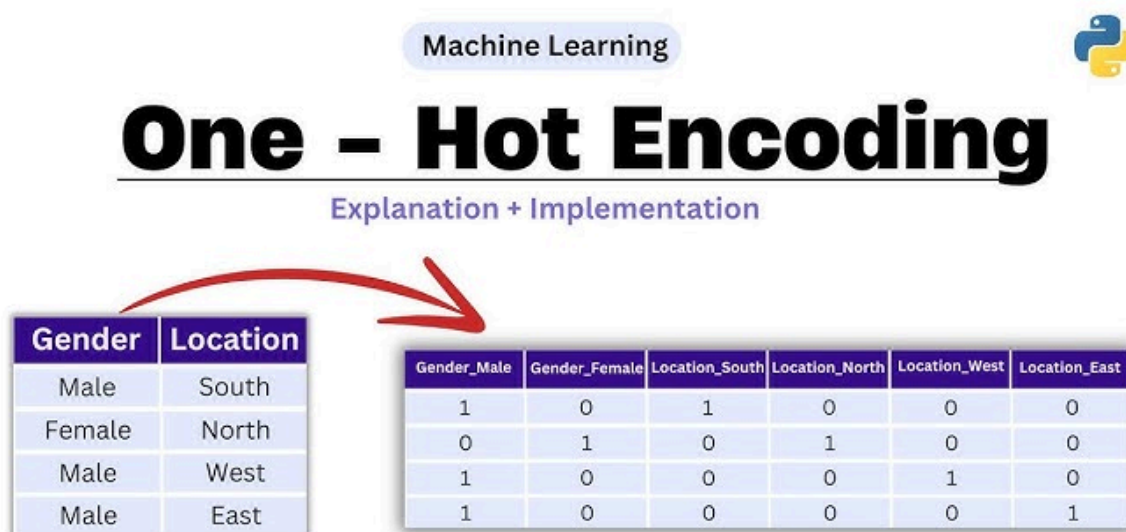 Machine Learning
One – Hot Encoding
Explanation + Implementation
Gender Location
Male South
Female North
Male West
Male East
Gender_Male Gender_Female Location_South Location_North Location_West Location_East
1 0 1 0 0 0
0 1 0 1 0 0
1 0 0 0 1 0
1 0 0 0 0 1